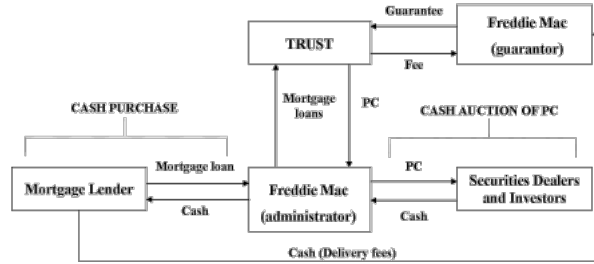 Guarantee
Freddie Mac
(guarantor)
TRUST
Fee
Mortgage
loans
PC
CASH PURCHASE
CASH AUCTION OF PC
Mortgage loan
PC
Mortgage Lender
Freddie Mac
(administrator)
Securities Dealers
and Investors
Cash
Cash
Cash (Delivery fees)